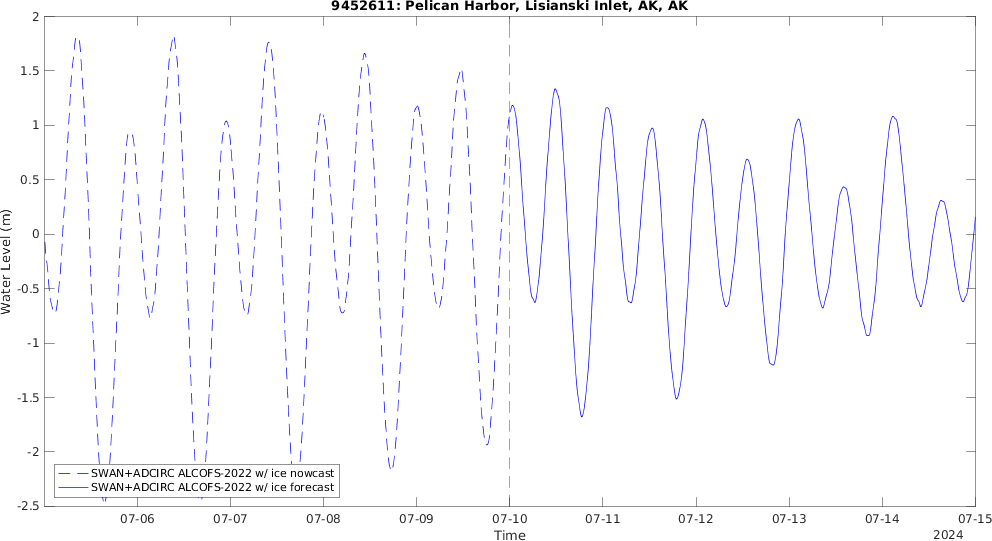 9452611: Pelican Harbor, Lisianski Inlet, AK, AK
2
1.5
1
0.5
0
-0.5
-1
-1.5
-2
-2.5
Water Level (m)
SWAN+ADCIRC ALCOFS-2022 w/ ice nowcast
SWAN+ADCIRC ALCOFS-2022 w/ ice forecast
07-06 07-07 07-08 07-09 07-10 07-11 07-12 07-13 07-14 07-15
Time
2024